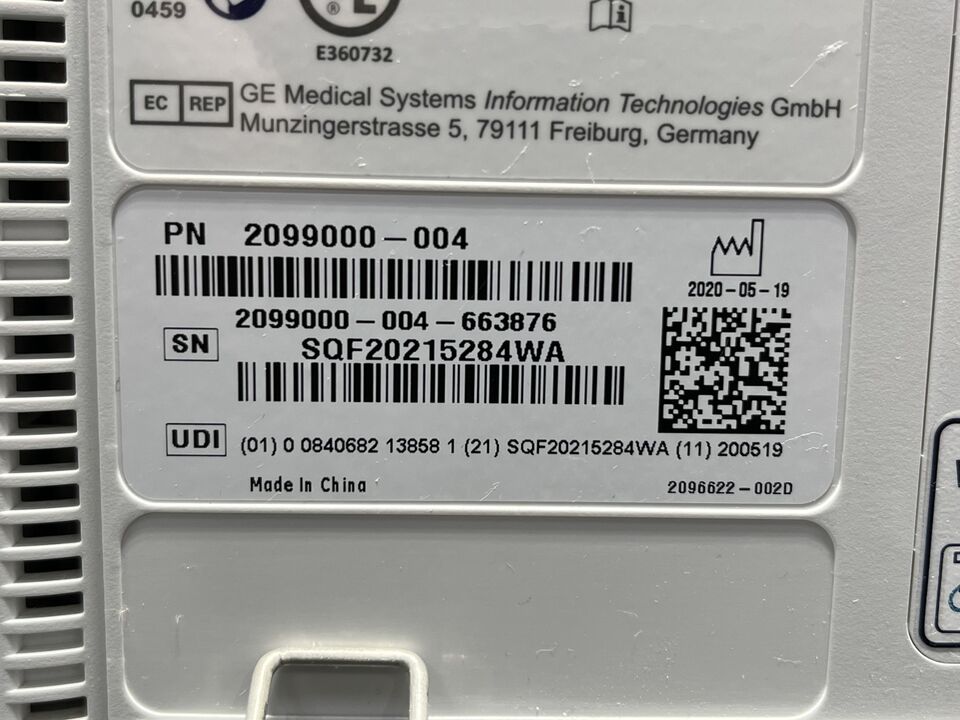 0459
E360732
EC REP GE Medical Systems Information Technologies GmbH
Munzingerstrasse 5, 79111 Freiburg, Germany
PN 2099000-004
2020-05-19
2099000-004-663876
SN SQF20215284WA
UDI (01) 0 0840682 13858 1 (21) SQF20215284WA (11) 200519
Made In China
2096622-002D